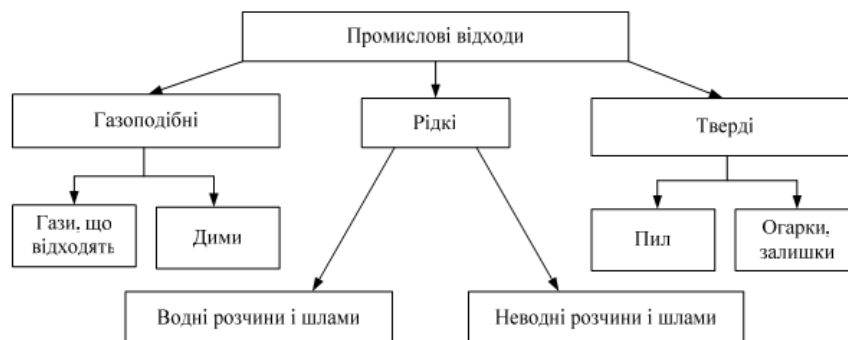 Промислові відходи
Газоподібні
Рідкі
Тверді
Гази, що
відходять
Дими
Пил
Огарки,
залишки
Водні розчини і шлами
Неводні розчини і шлами